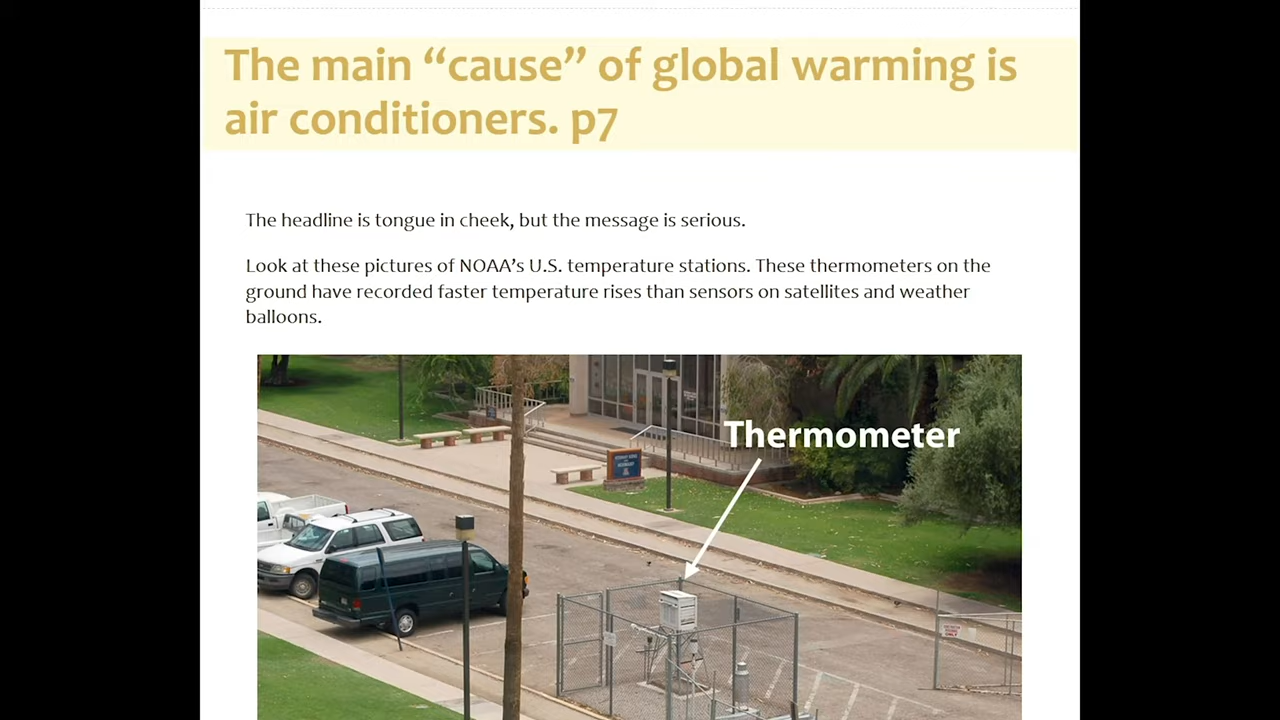 The main “cause” of global warming is
air conditioners. p7
The headline is tongue in cheek, but the message is serious.
Look at these pictures of NOAA’s U.S. temperature stations. These thermometers on the
ground have recorded faster temperature rises than sensors on satellites and weather
balloons.
Thermometer